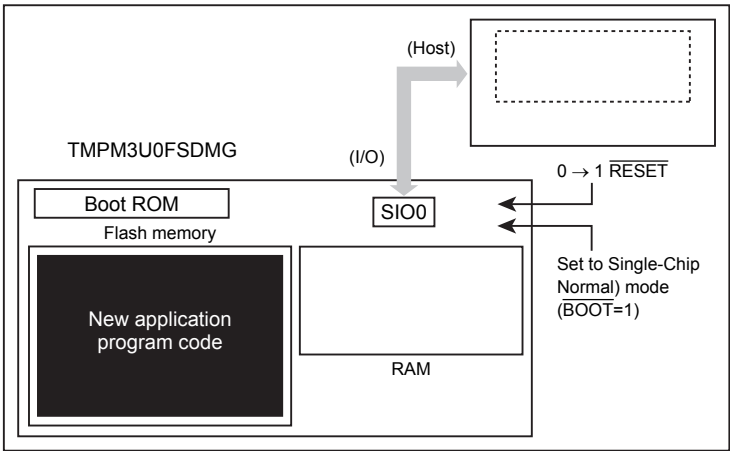 (Host)
TMPM3U0FSDMG
(I/O)
0 → 1 RESET
Boot ROM
SIO0
Flash memory
Set to Single-Chip
Normal) mode
(BOOT=1)
New application
program code
RAM